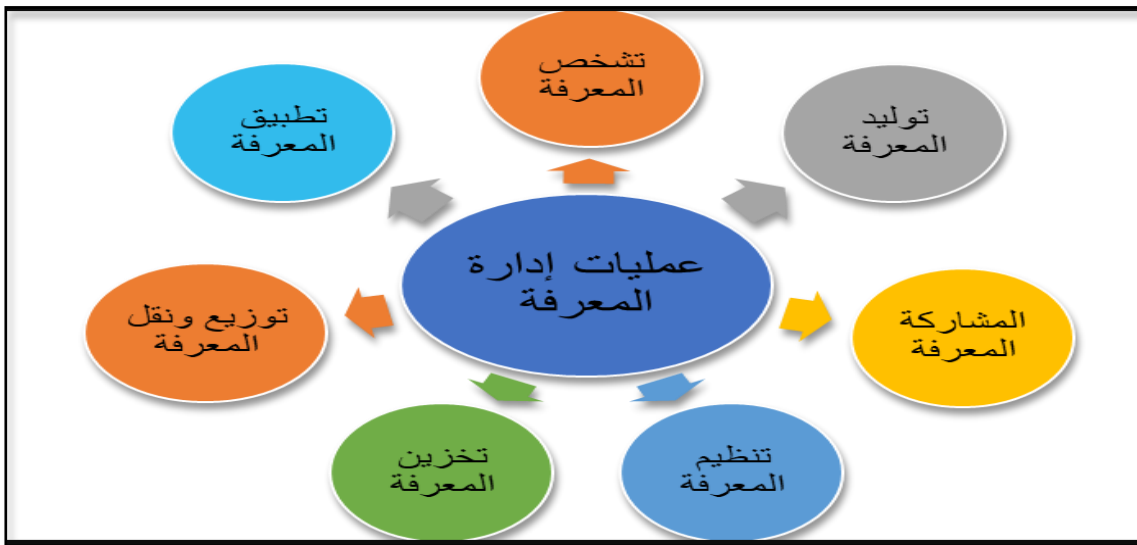 تشخص
المعرفة
توليد
المعرفة
تطبيق
المعرفة
عمليات إدارة
المعرفة
المشاركة
المعرفة
توزيع ونقل
المعرفة
تنظيم
المعرفة
تخزين
المعرفة